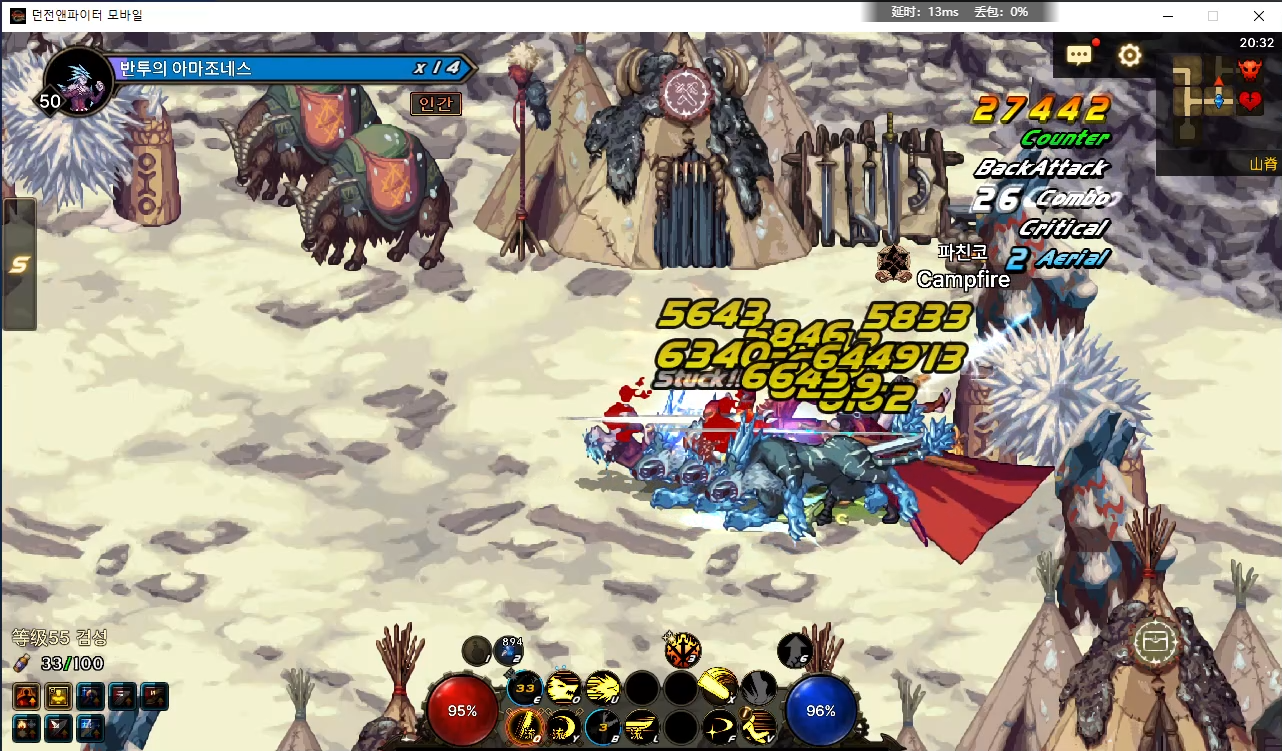 던전앤파이터 모바일
延时: 13ms 丢包: 0%
20:32
반투의 아마조네스
x 14
50
인간
山脊
27442
Counter
BackAttack
26 Combo
Critical
2 Aerial
파친코
Campfire
S
5643
5833
6340
Stuck!!
等级55 검성
33/100
894
95%
96%
33